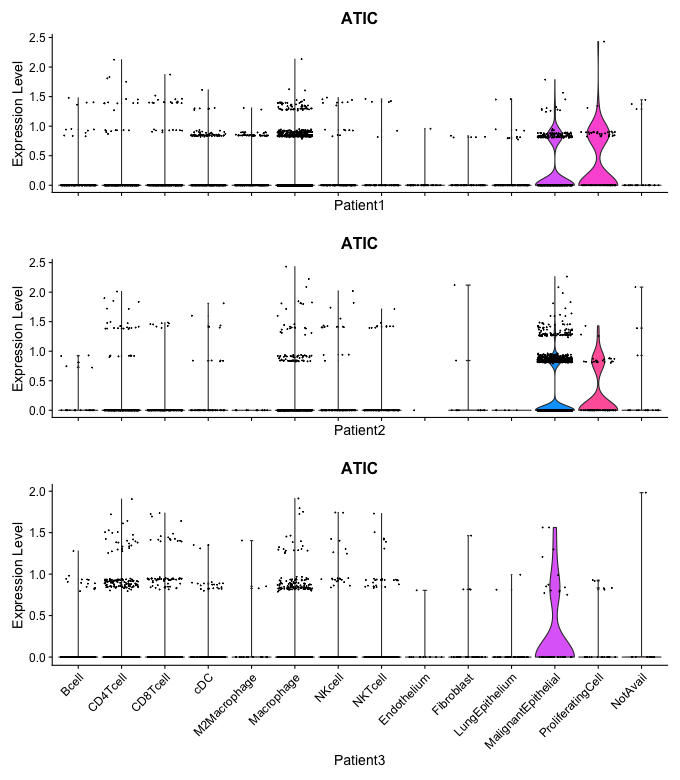 ATIC
Expression Level
2.5
2.0
1.5
1.0
0.5
0.0
Patient1
ATIC
Expression Level
2.5
2.0
1.5
1.0
0.5
0.0
Patient2
ATIC
Expression Level
2.0
1.5
1.0
0.5
0.0
Bcell
CD4Tcell
CD8Tcell
cDC
M2Macrophage
Macrophage
NKcell
NKTcell
Endothelium
Fibroblast
LungEpithelium
MalignantEpithelial
ProliferatingCell
NotAvail
Patient3